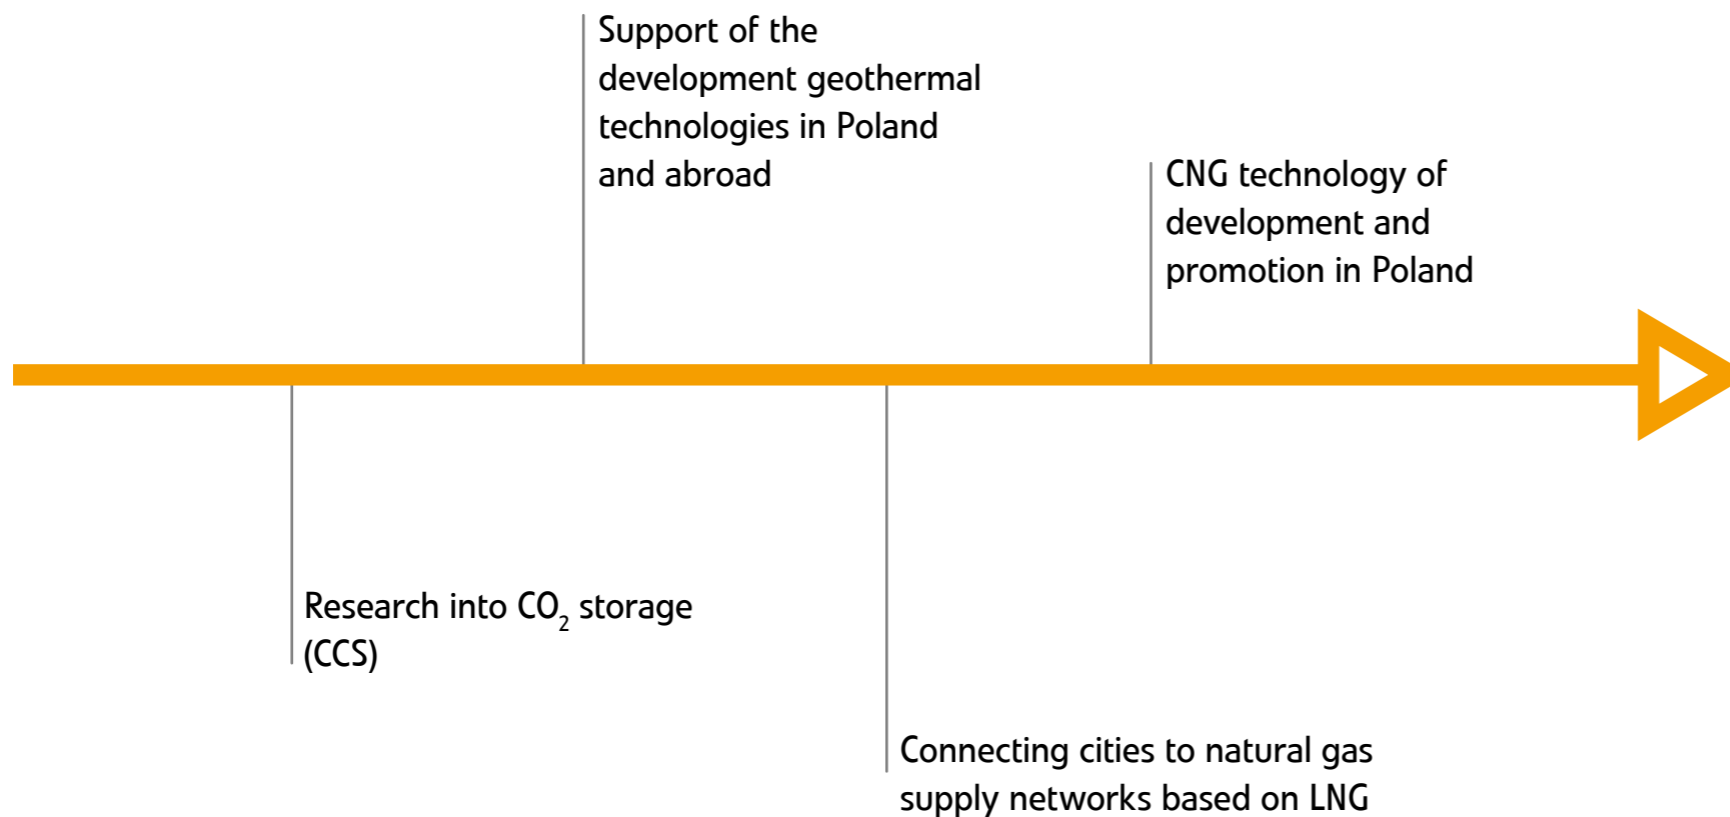 Support of the
development geothermal
technologies in Poland
and abroad
CNG technology of
development and
promotion in Poland
Research into CO₂ storage
(CCS)
Connecting cities to natural gas
supply networks based on LNG